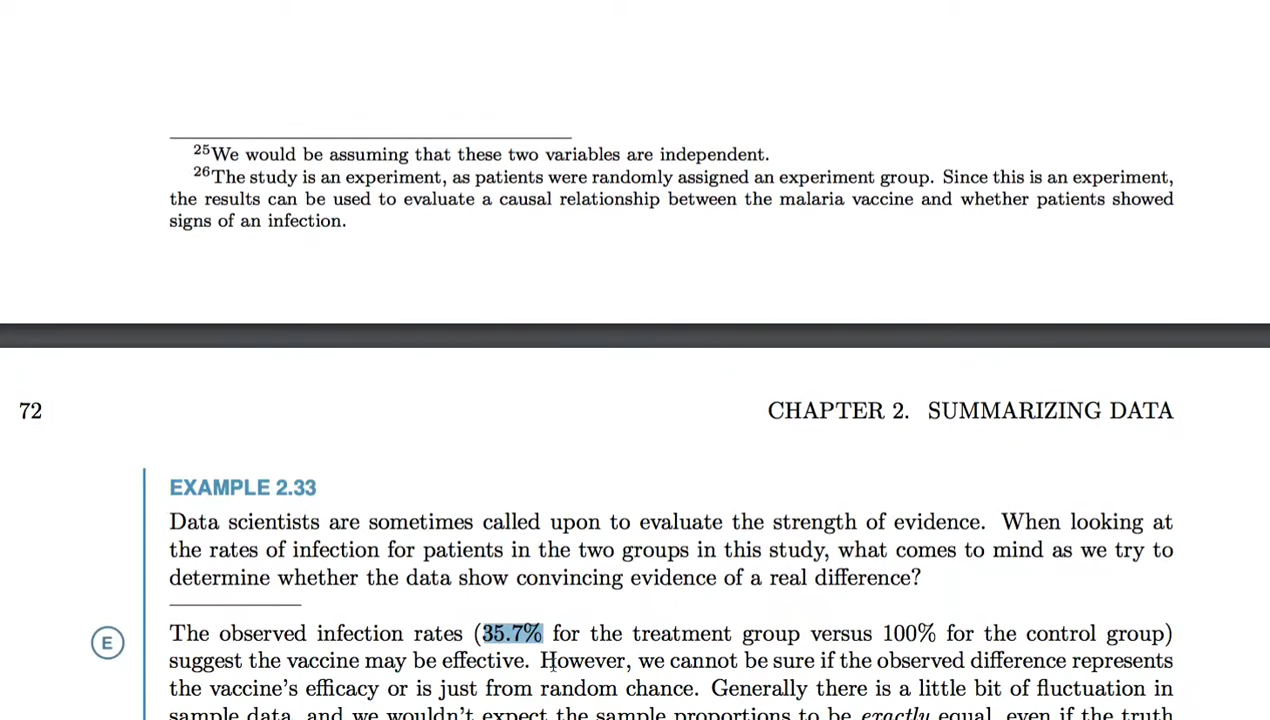 25We would be assuming that these two variables are independent.
26The study is an experiment, as patients were randomly assigned an experiment group. Since this is an experiment,
the results can be used to evaluate a causal relationship between the malaria vaccine and whether patients showed
signs of an infection.
72 CHAPTER 2. SUMMARIZING DATA
EXAMPLE 2.33
Data scientists are sometimes called upon to evaluate the strength of evidence. When looking at
the rates of infection for patients in the two groups in this study, what comes to mind as we try to
determine whether the data show convincing evidence of a real difference?
E The observed infection rates (35.7% for the treatment group versus 100% for the control group)
suggest the vaccine may be effective. However, we cannot be sure if the observed difference represents
the vaccine's efficacy or is just from random chance. Generally there is a little bit of fluctuation in
sample data, and we wouldn't expect the sample proportions to be exactly equal, even if the truth